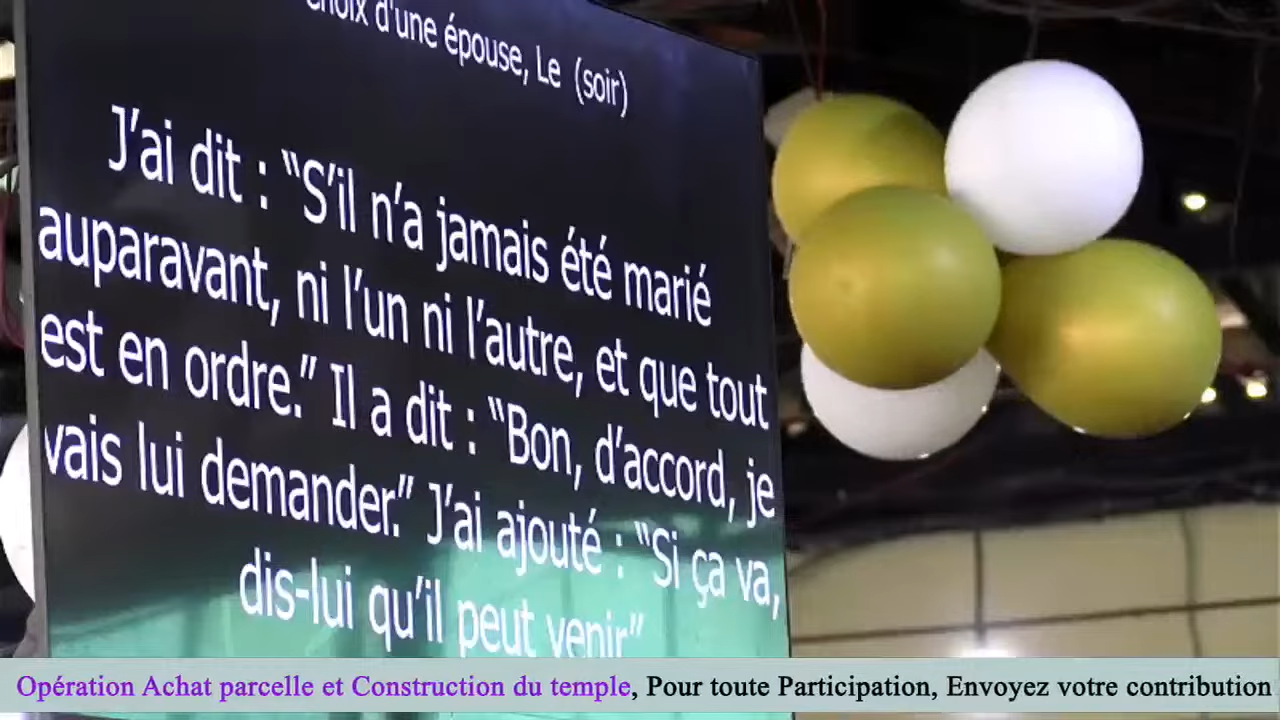 choix d'une épouse, Le (soir)
J'ai dit : “S'il n'a jamais été marié
auparavant, ni l'un ni l'autre, et que tout
est en ordre.” Il a dit : “Bon, d'accord, je
vais lui demander.” J'ai ajouté : “Si ça va,
dis-lui qu'il peut venir”
Opération Achat parcelle et Construction du temple, Pour toute Participation, Envoyez votre contribution